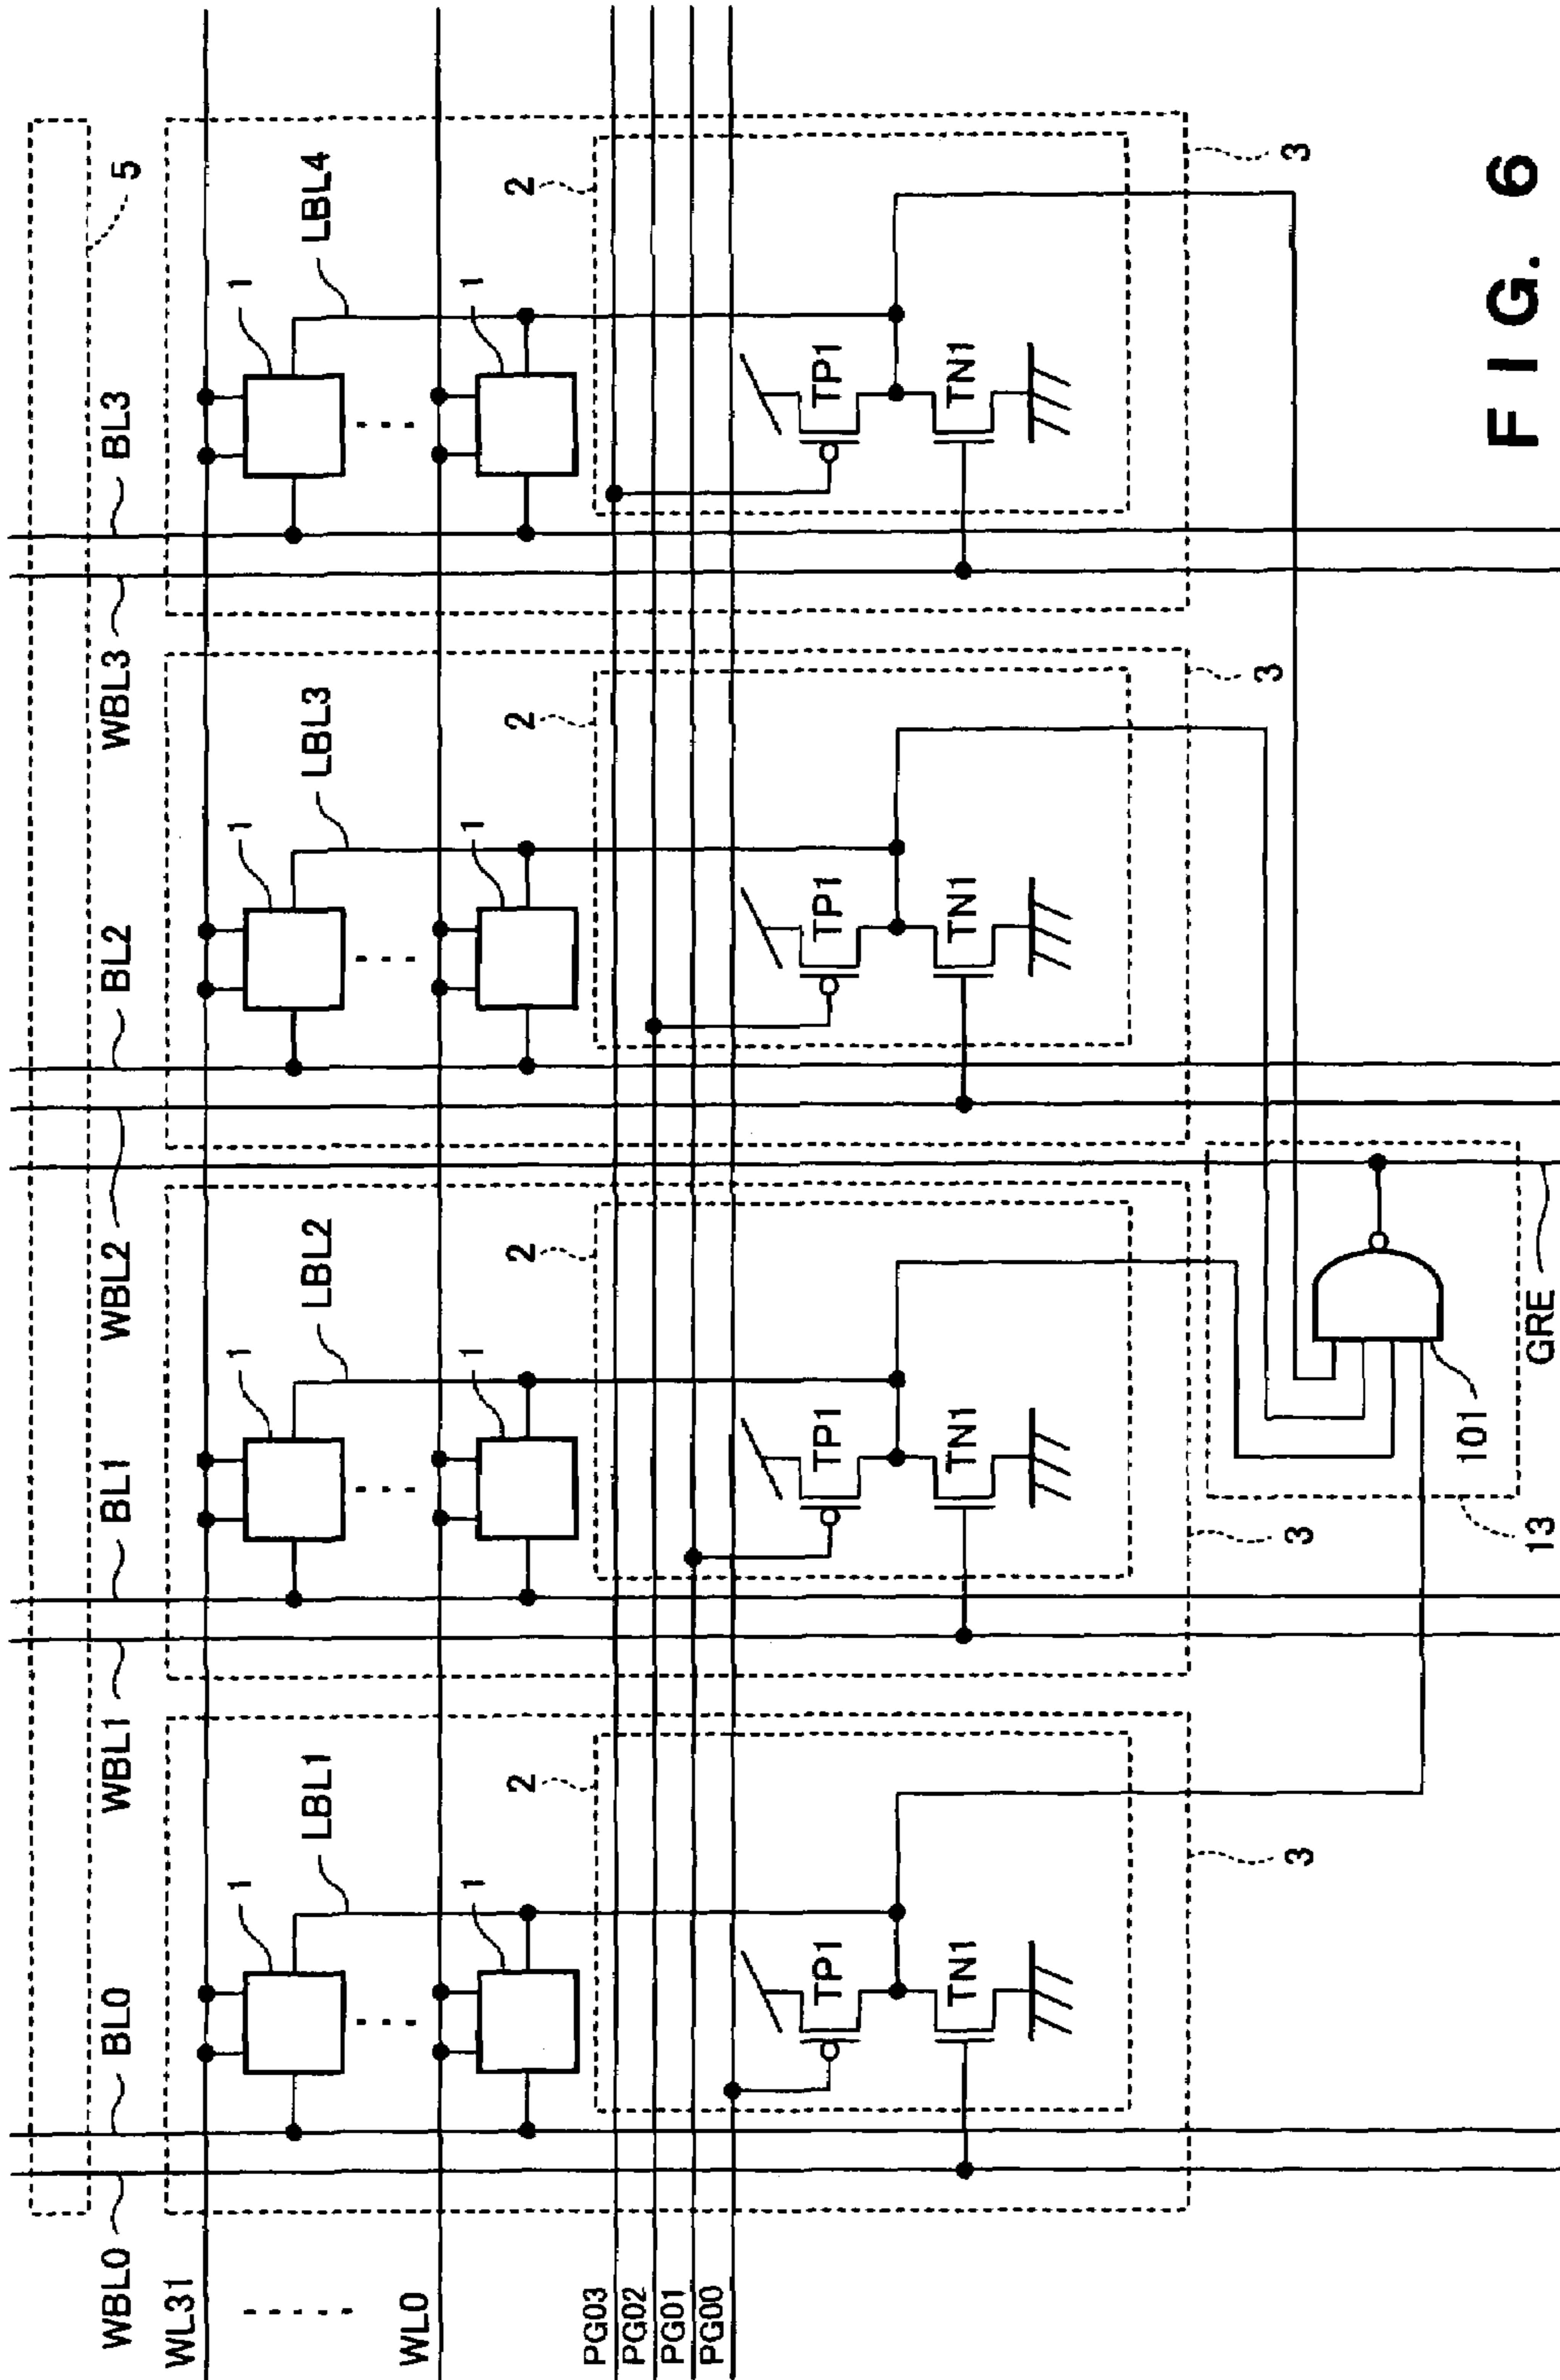 WBL0 BL0 WBL1 BL1 WBL2 BL2 WBL3 BL3 5
WL31 1 LBL1 1 LBL2 1 LBL3 1 LBL4
WL0 1 1 1 1
PG03 2 2 2 2
PG02
PG01
PG00
TP1 TP1 TP1 TP1
TN1 TN1 TN1 TN1
3 3 3 3
101
13 GRE
FIG. 6